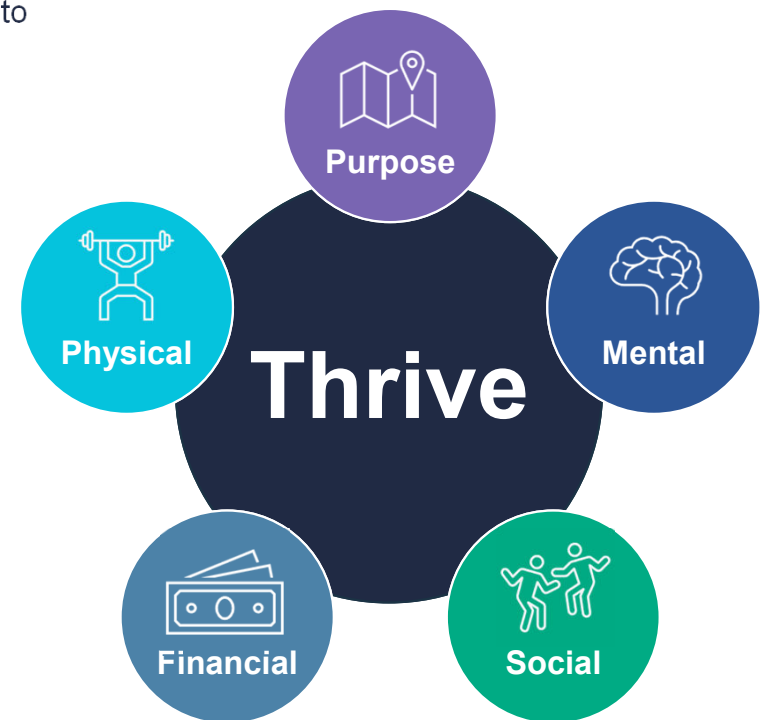 to
Purpose
Physical
Mental
Thrive
Financial
Social